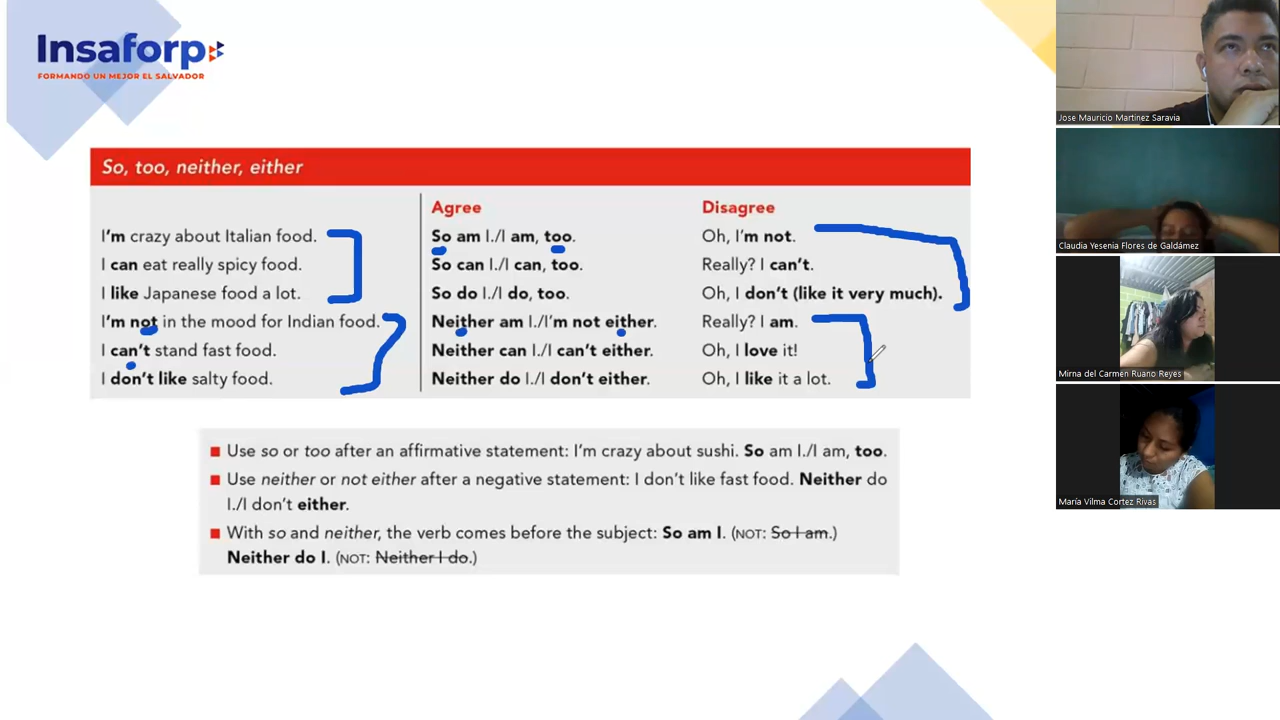 Insaforp
FORMANDO UN MEJOR EL SALVADOR
So, too, neither, either
Agree
Disagree
I'm crazy about Italian food.
So am I./I am, too.
Oh, I'm not.
I can eat really spicy food.
So can I./I can, too.
Really? I can't.
I like Japanese food a lot.
So do I./I do, too.
Oh, I don't (like it very much).
I'm not in the mood for Indian food.
Neither am I./I'm not either.
Really? I am.
I can't stand fast food.
Neither can I./I can't either.
Oh, I love it!
I don't like salty food.
Neither do I./I don't either.
Oh, I like it a lot.
Use so or too after an affirmative statement: I'm crazy about sushi. So am I./I am, too.
Use neither or not either after a negative statement: I don't like fast food. Neither do
I./I don't either.
With so and neither, the verb comes before the subject: So am I. (NOT: So I am.)
Neither do I. (NOT: Neither I do.)
Jose Mauricio Martinez Saravia
Claudia Yesenia Flores de Galdámez
Mirna del Carmen Ruano Reyes
María Vilma Cortez Rivas